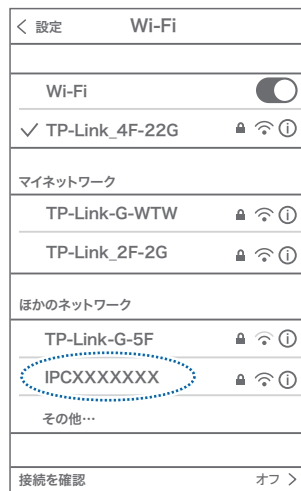 設定 Wi-Fi
Wi-Fi
TP-Link_4F-22G
マイネットワーク
TP-Link-G-WTW
TP-Link_2F-2G
ほかのネットワーク
TP-Link-G-5F
IPCXXXXXXX
その他…
接続を確認 オフ